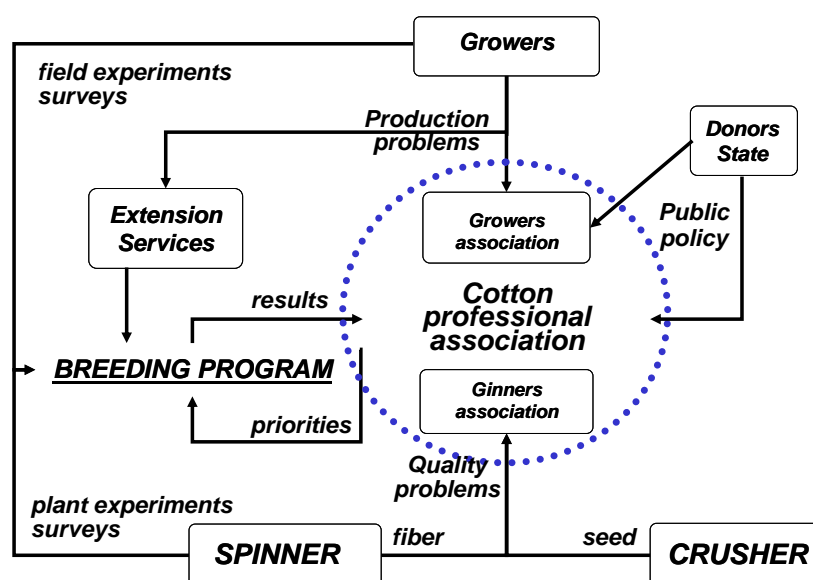 Growers
field experiments
surveys
Production
problems
Donors
State
Extension
Services
Growers
association
Public
policy
results
Cotton
professional
association
BREEDING PROGRAM
Ginners
association
priorities
Quality
problems
plant experiments
surveys
SPINNER
fiber
seed
CRUSHER